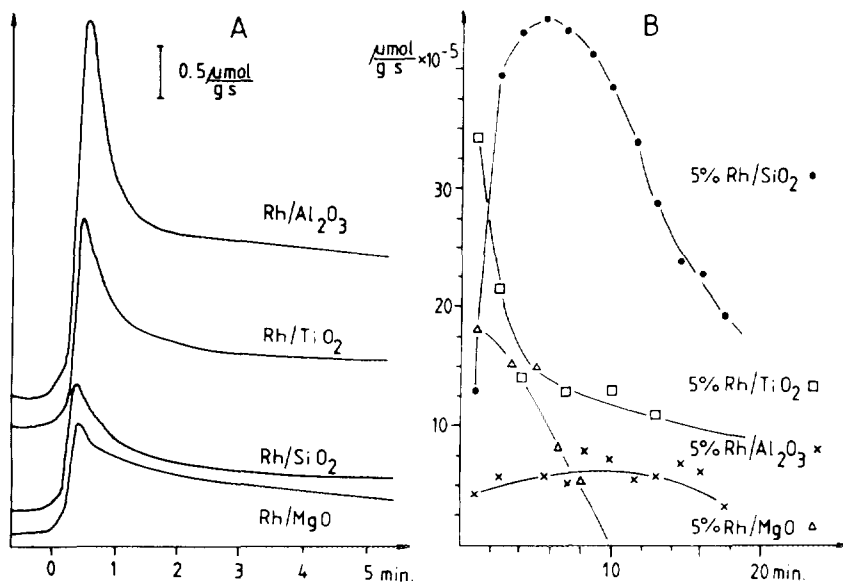 A
0.5 μmol
g s
Rh/Al₂O₃
Rh/TiO₂
Rh/SiO₂
Rh/MgO
0
1
2
3
4
5 min.
B
μmol
g s ×10⁻⁵
30
20
10
5% Rh/SiO₂
5% Rh/TiO₂
5% Rh/Al₂O₃
5% Rh/MgO
10
20 min.